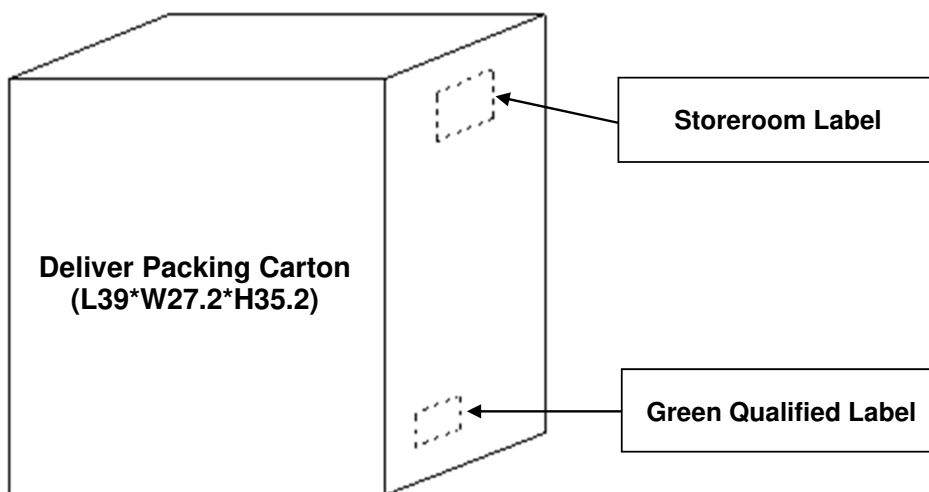 Storeroom Label
Deliver Packing Carton
(L39*W27.2*H35.2)
Green Qualified Label